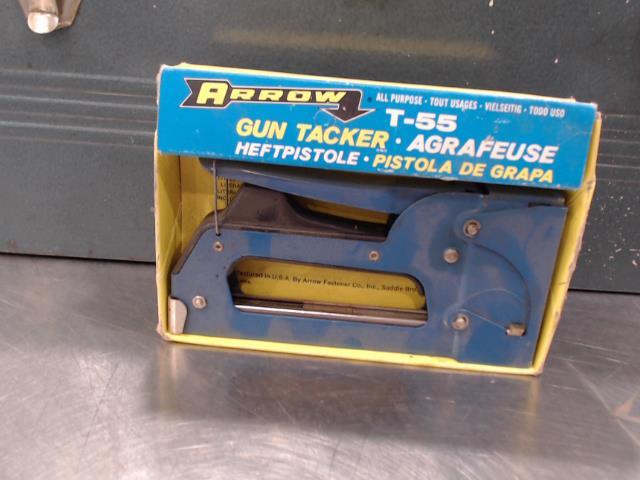 ARROW
ALL PURPOSE · TOUT USAGES · VIELSEITIG · TODO USO
T-55
GUN TACKER · AGRAFEUSE
HEFTPISTOLE · PISTOLA DE GRAPA
in U.S.A. By Arrow Fastener Co., Inc., Saddle